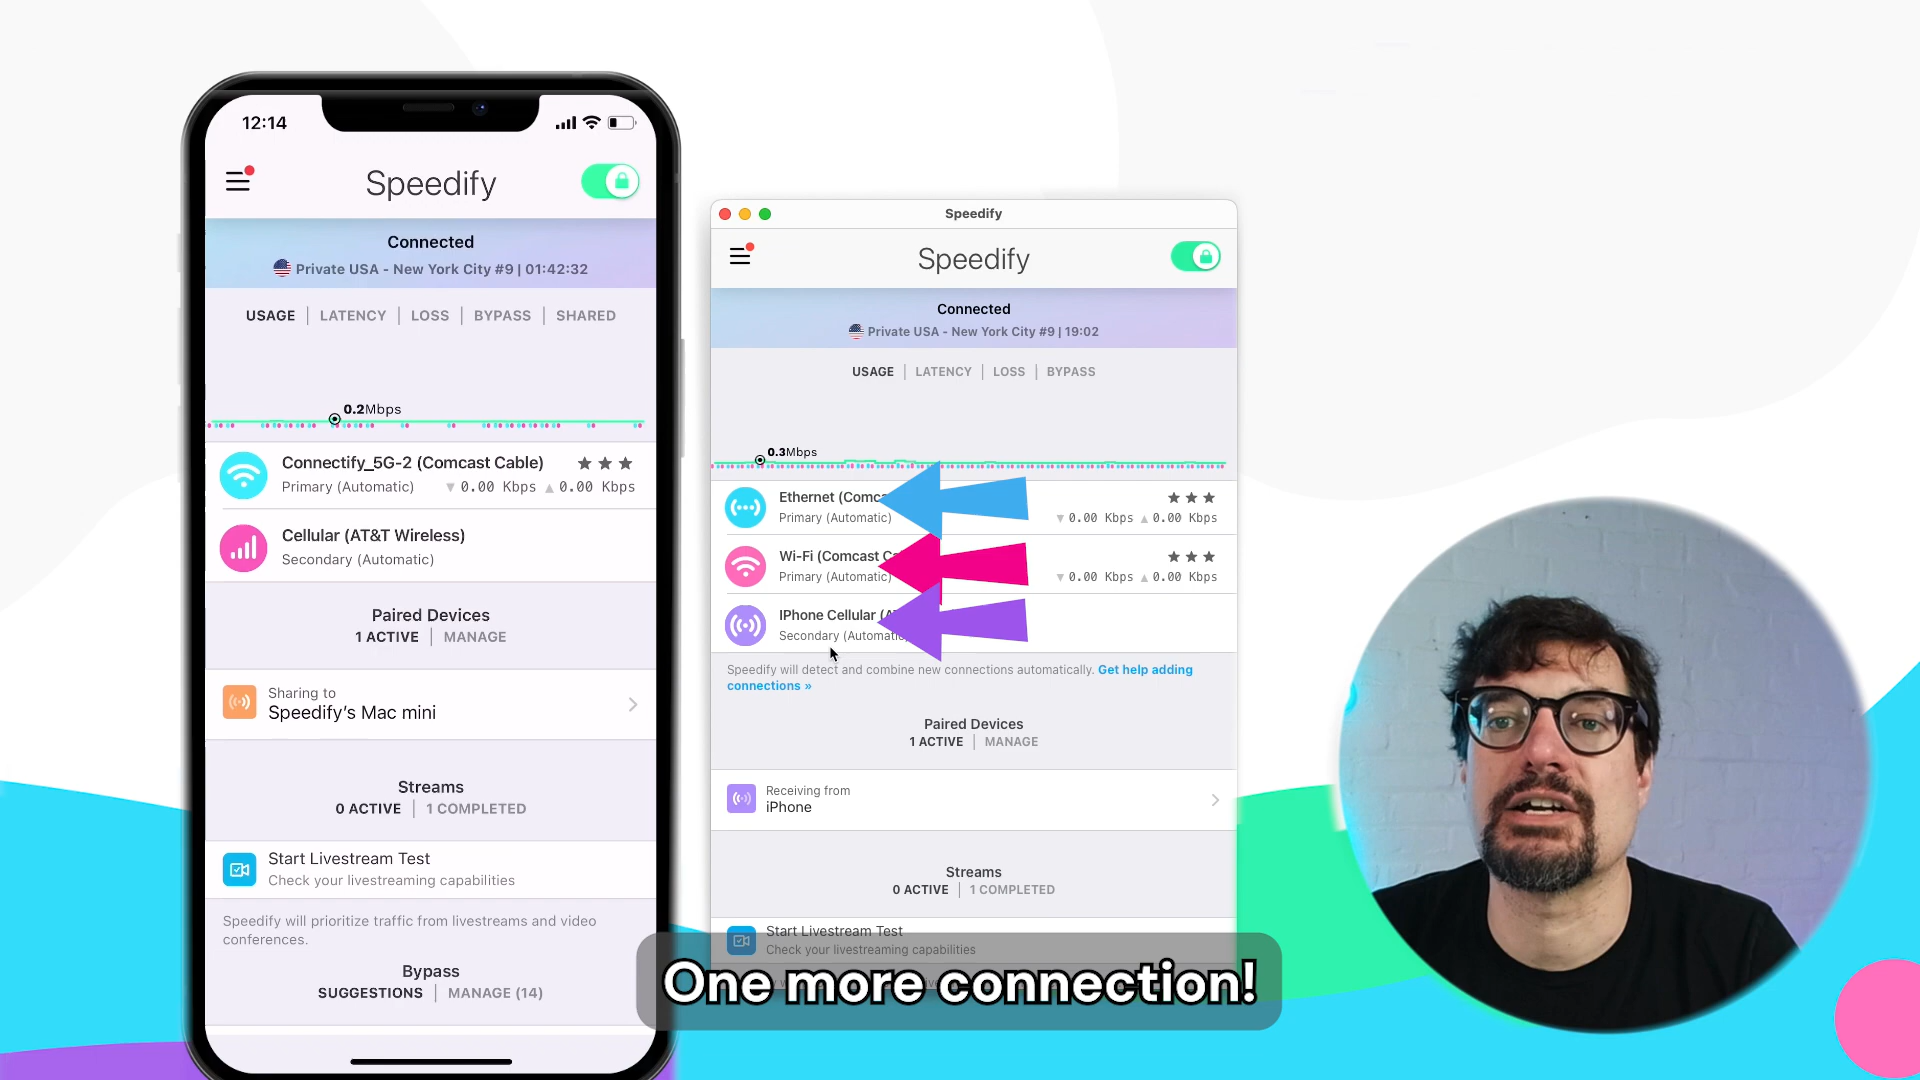 12:14
Speedify
Connected
Private USA - New York City #9 | 01:42:32
USAGE | LATENCY | LOSS | BYPASS | SHARED
0.2Mbps
Connectify_5G-2 (Comcast Cable)
Primary (Automatic) 0.00 Kbps 0.00 Kbps
Cellular (AT&T Wireless)
Secondary (Automatic)
Paired Devices
1 ACTIVE | MANAGE
Sharing to
Speedify's Mac mini
Streams
0 ACTIVE | 1 COMPLETED
Start Livestream Test
Check your livestreaming capabilities
Speedify will prioritize traffic from livestreams and video
conferences.
Bypass
SUGGESTIONS | MANAGE (14)
Speedify
Speedify
Connected
Private USA - New York City #9 | 19:02
USAGE | LATENCY | LOSS | BYPASS
0.3Mbps
Ethernet
Primary (Automatic) 0.00 Kbps 0.00 Kbps
Wi-Fi (Comcast
Primary (Automatic) 0.00 Kbps 0.00 Kbps
IPhone Cellular
Secondary
Speedify will detect and combine new connections automatically. Get help adding
connections »
Paired Devices
1 ACTIVE | MANAGE
Receiving from
iPhone
Streams
0 ACTIVE | 1 COMPLETED
Start Livestream Test
Check your livestreaming capabilities
One more connection!